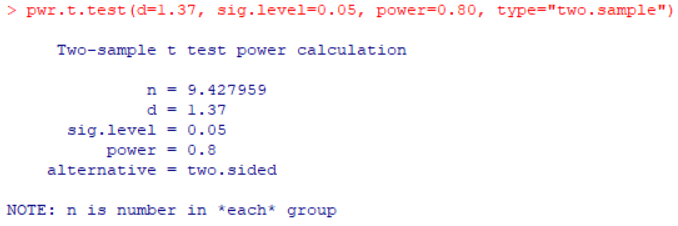 > pwr.t.test(d=1.37, sig.level=0.05, power=0.80, type="two.sample")
Two-sample t test power calculation
n = 9.427959
d = 1.37
sig.level = 0.05
power = 0.8
alternative = two.sided
NOTE: n is number in *each* group